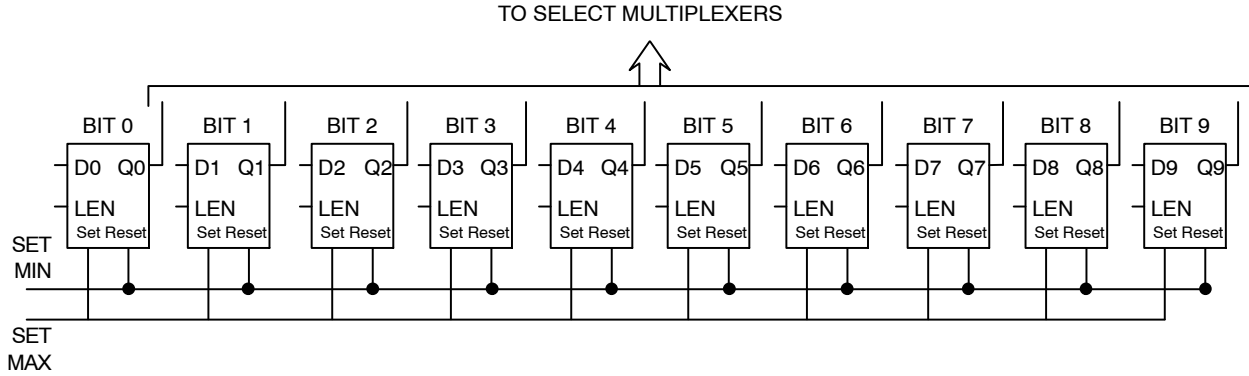 TO SELECT MULTIPLEXERS
BIT 0 BIT 1 BIT 2 BIT 3 BIT 4 BIT 5 BIT 6 BIT 7 BIT 8 BIT 9
D0 Q0 D1 Q1 D2 Q2 D3 Q3 D4 Q4 D5 Q5 D6 Q6 D7 Q7 D8 Q8 D9 Q9
LEN LEN LEN LEN LEN LEN LEN LEN LEN LEN
Set Reset Set Reset Set Reset Set Reset Set Reset Set Reset Set Reset Set Reset Set Reset Set Reset
SET
MIN
SET
MAX